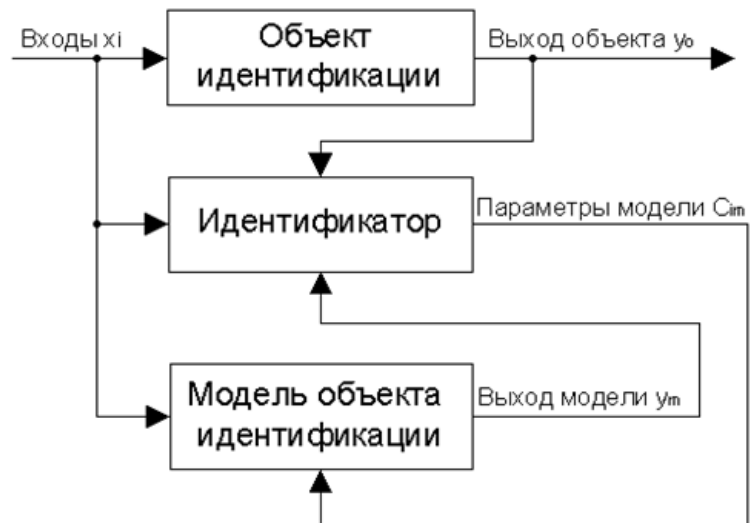 Входы xi
Объект
идентификации
Выход объекта yo
Идентификатор
Параметры модели Cim
Модель объекта
идентификации
Выход модели ym